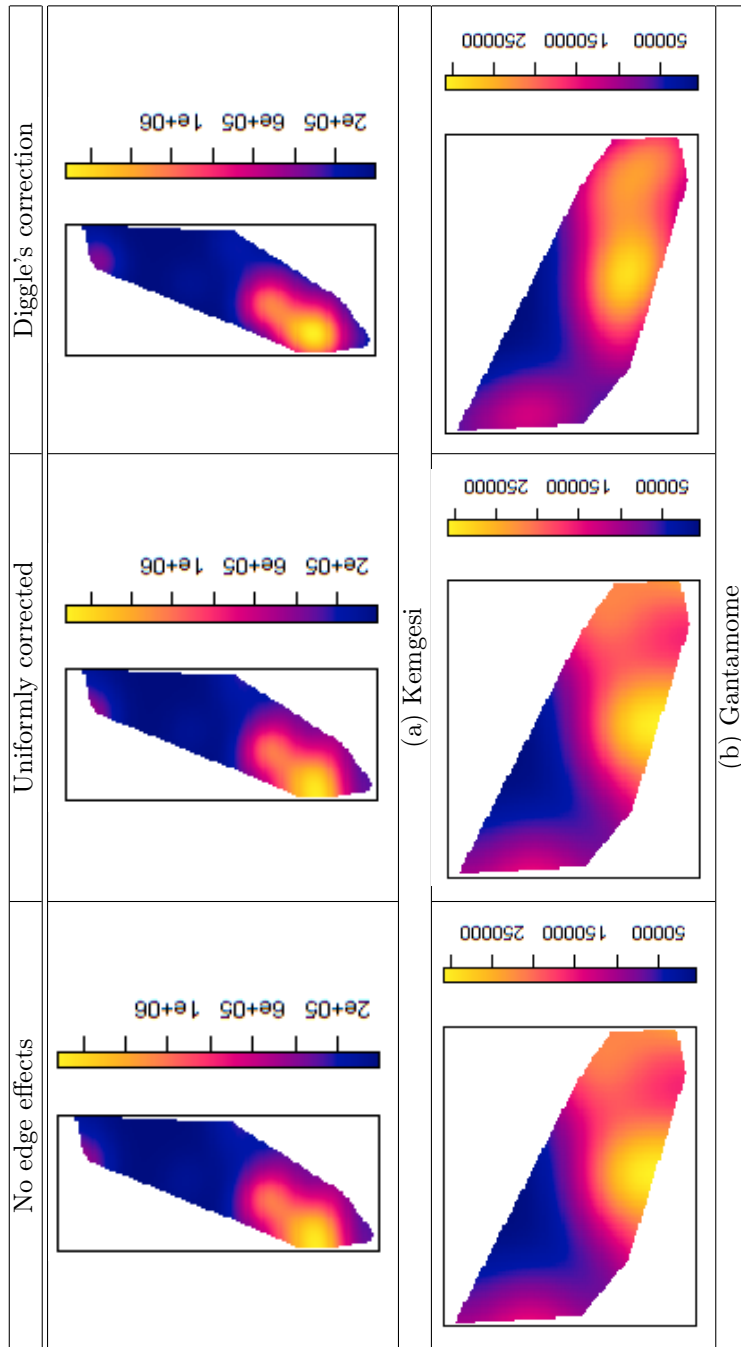 No edge effects
Uniformly corrected
Diggle's correction
2e+05 6e+05 1e+06
2e+05 6e+05 1e+06
2e+05 6e+05 1e+06
(a) Kemgesi
50000 150000 250000
50000 150000 250000
50000 150000 250000
(b) Gantamome